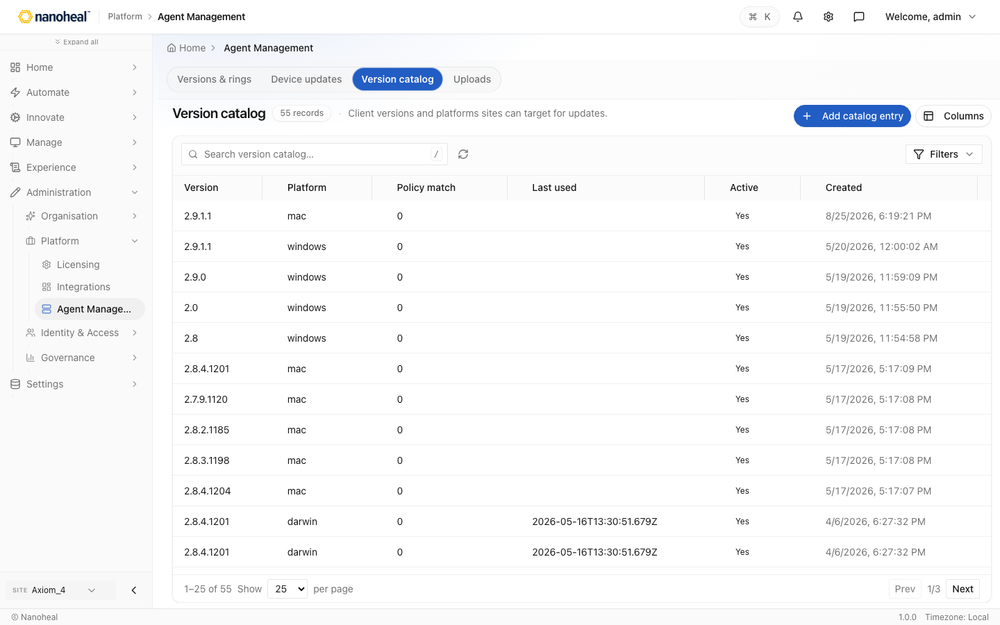 nanoheal™ Platform Agent Management ⌘ K Welcome, admin
Expand all
Home
Automate
Innovate
Manage
Experience
Administration
Organisation
Platform
Licensing
Integrations
Agent Manage...
Identity & Access
Governance
Settings
SITE Axiom_4
Home Agent Management
Versions & rings Device updates Version catalog Uploads
Version catalog 55 records · Client versions and platforms sites can target for updates.
Add catalog entry Columns
Search version catalog... / Filters
Version Platform Policy match Last used Active Created
2.9.1.1 mac 0 Yes 8/25/2026, 6:19:21 PM
2.9.1.1 windows 0 Yes 5/20/2026, 12:00:02 AM
2.9.0 windows 0 Yes 5/19/2026, 11:59:09 PM
2.0 windows 0 Yes 5/19/2026, 11:55:50 PM
2.8 windows 0 Yes 5/19/2026, 11:54:58 PM
2.8.4.1201 mac 0 Yes 5/17/2026, 5:17:09 PM
2.7.9.1120 mac 0 Yes 5/17/2026, 5:17:08 PM
2.8.2.1185 mac 0 Yes 5/17/2026, 5:17:08 PM
2.8.3.1198 mac 0 Yes 5/17/2026, 5:17:08 PM
2.8.4.1204 mac 0 Yes 5/17/2026, 5:17:07 PM
2.8.4.1201 darwin 0 2026-05-16T13:30:51.679Z Yes 4/6/2026, 6:27:32 PM
2.8.4.1201 darwin 0 2026-05-16T13:30:51.679Z Yes 4/6/2026, 6:27:32 PM
1–25 of 55 Show 25 per page Prev 1/3 Next
© Nanoheal 1.0.0 Timezone: Local